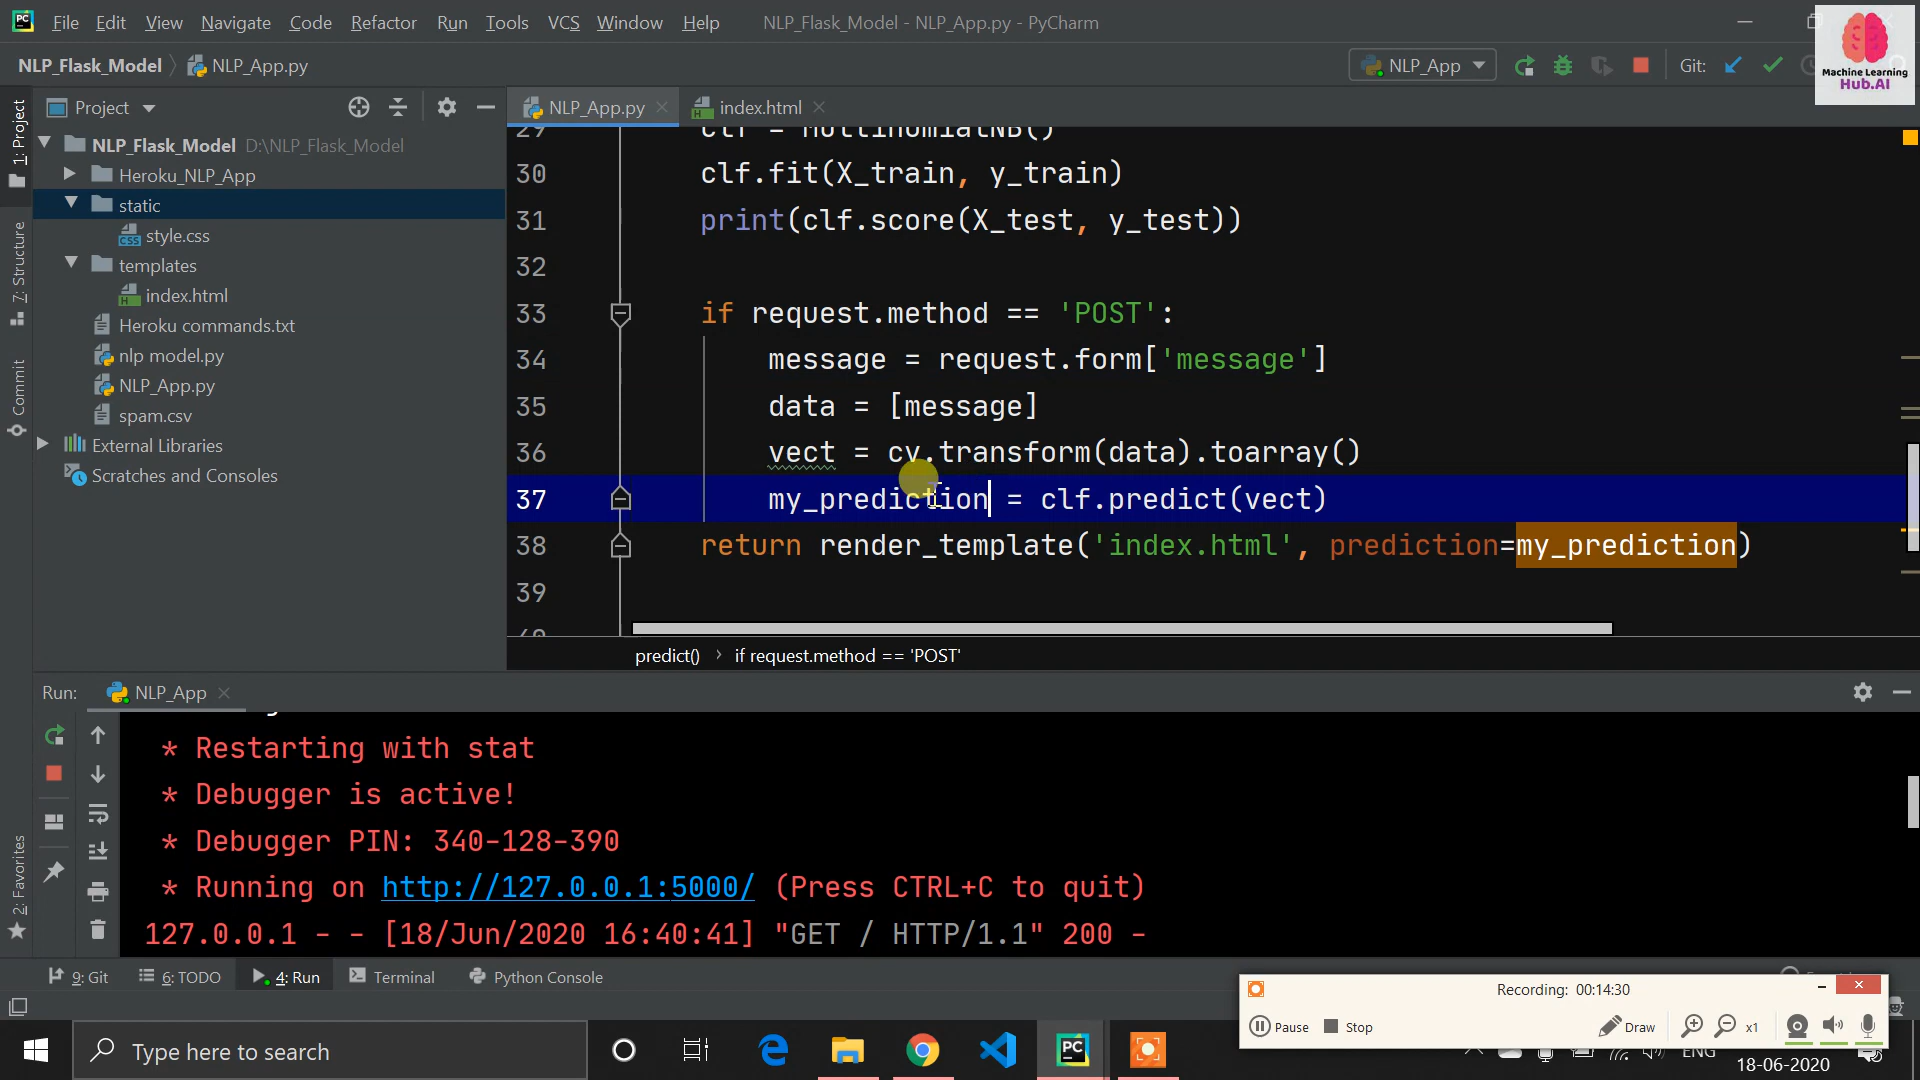 File Edit View Navigate Code Refactor Run Tools VCS Window Help NLP_Flask_Model - NLP_App.py - PyCharm
NLP_Flask_Model NLP_App.py NLP_App Git:
Machine Learning
Hub.AI
1: Project
7: Structure
Commit
2: Favorites
Project
NLP_Flask_Model D:\NLP_Flask_Model
Heroku_NLP_App
static
style.css
templates
index.html
Heroku commands.txt
nlp model.py
NLP_App.py
spam.csv
External Libraries
Scratches and Consoles
NLP_App.py index.html
29 clf = MultinomialNB()
30 clf.fit(X_train, y_train)
31 print(clf.score(X_test, y_test))
32
33 if request.method == 'POST':
34 message = request.form['message']
35 data = [message]
36 vect = cv.transform(data).toarray()
37 my_prediction = clf.predict(vect)
38 return render_template('index.html', prediction=my_prediction)
39
predict() if request.method == 'POST'
Run: NLP_App
* Restarting with stat
* Debugger is active!
* Debugger PIN: 340-128-390
* Running on http://127.0.0.1:5000/ (Press CTRL+C to quit)
127.0.0.1 - - [18/Jun/2020 16:40:41] "GET / HTTP/1.1" 200 -
9: Git 6: TODO 4: Run Terminal Python Console
Recording: 00:14:30
Pause Stop Draw x1
Type here to search
ENG
18-06-2020